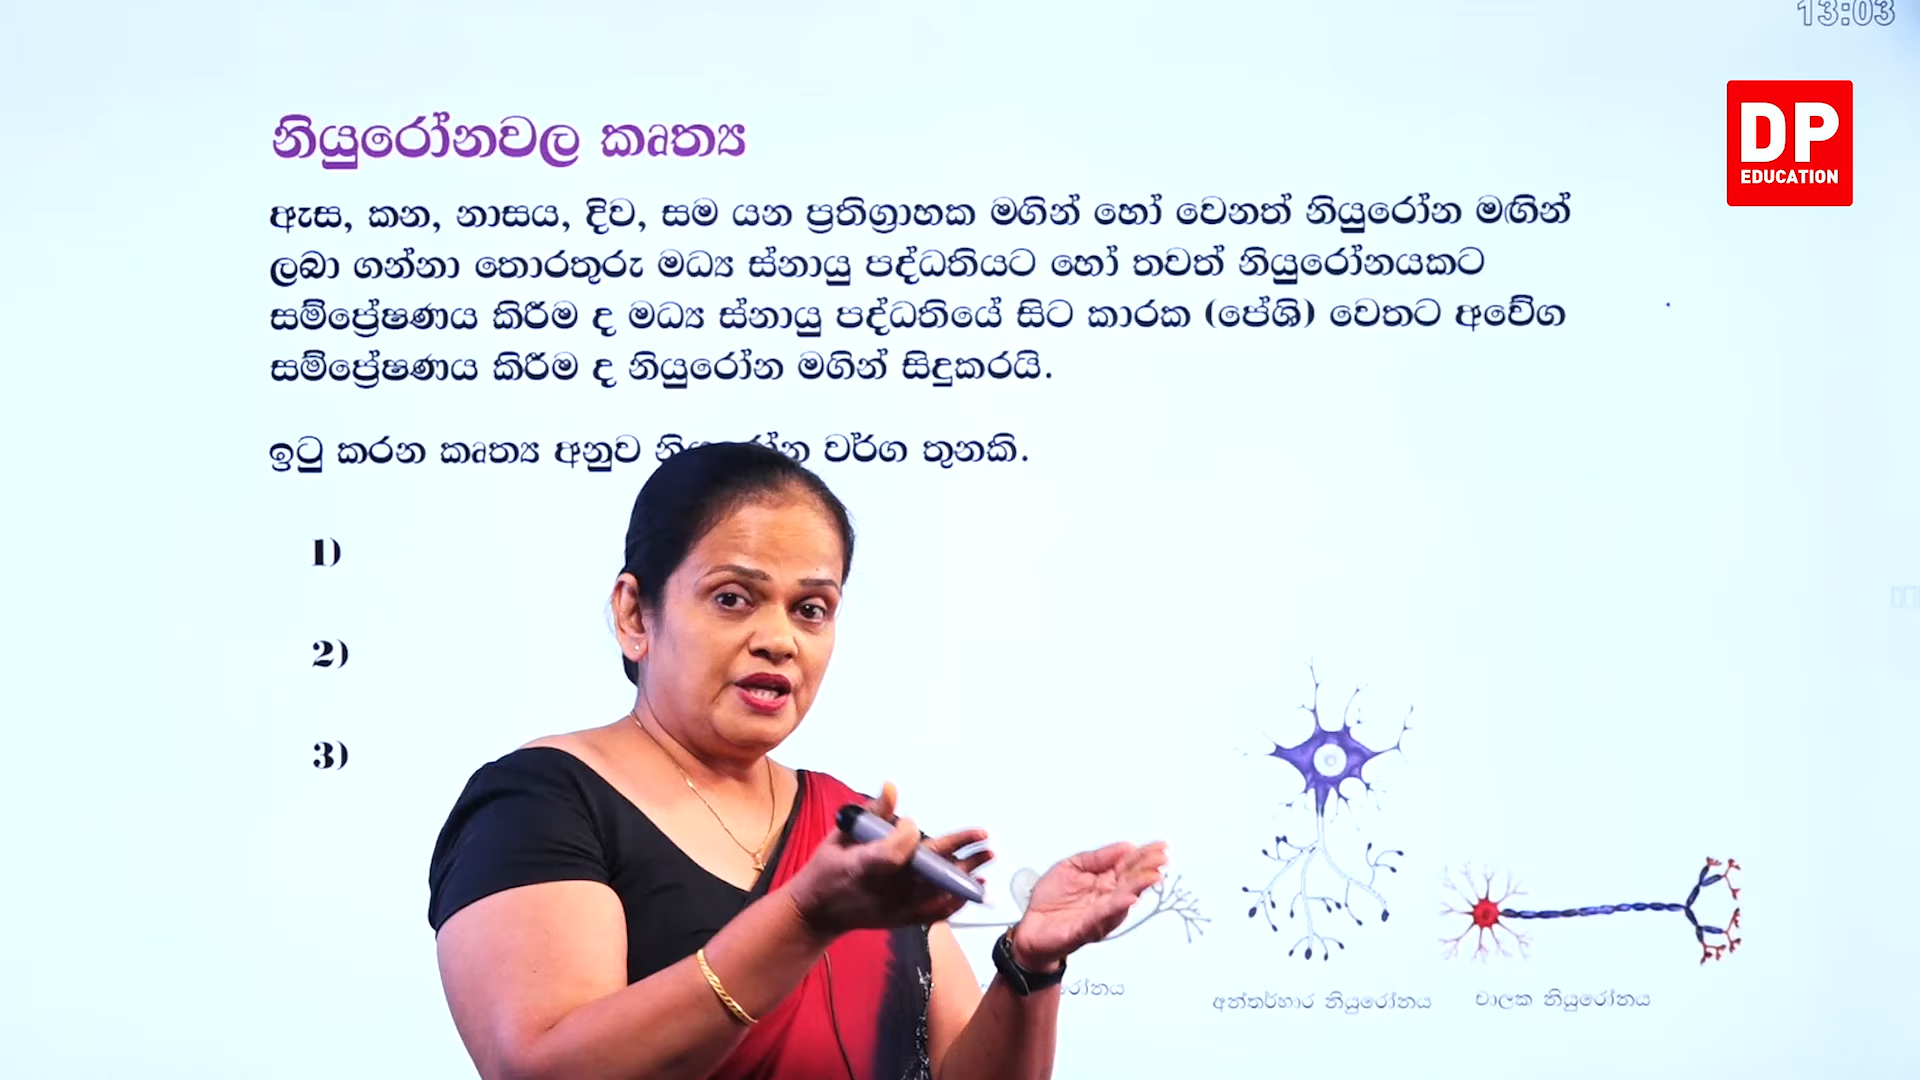 13:03
DP
EDUCATION
නියුරෝනවල කෘත්‍ය
ඇස, කන, නාසය, දිව, සම යන ප්‍රතිග්‍රාහක මගින් හෝ වෙනත් නියුරෝන මඟින්
ලබා ගන්නා තොරතුරු මධ්‍ය ස්නායු පද්ධතියට හෝ තවත් නියුරෝනයකට
සම්ප්‍රේෂණය කිරීම ද මධ්‍ය ස්නායු පද්ධතියේ සිට කාරක (පේශි) වෙතට අවේග
සම්ප්‍රේෂණය කිරීම ද නියුරෝන මගින් සිදුකරයි.
ඉටු කරන කෘත්‍ය අනුව වර්ග තුනකි.
1)
2)
3)
අන්තර්හාර නියුරෝනය
චාලක නියුරෝනය